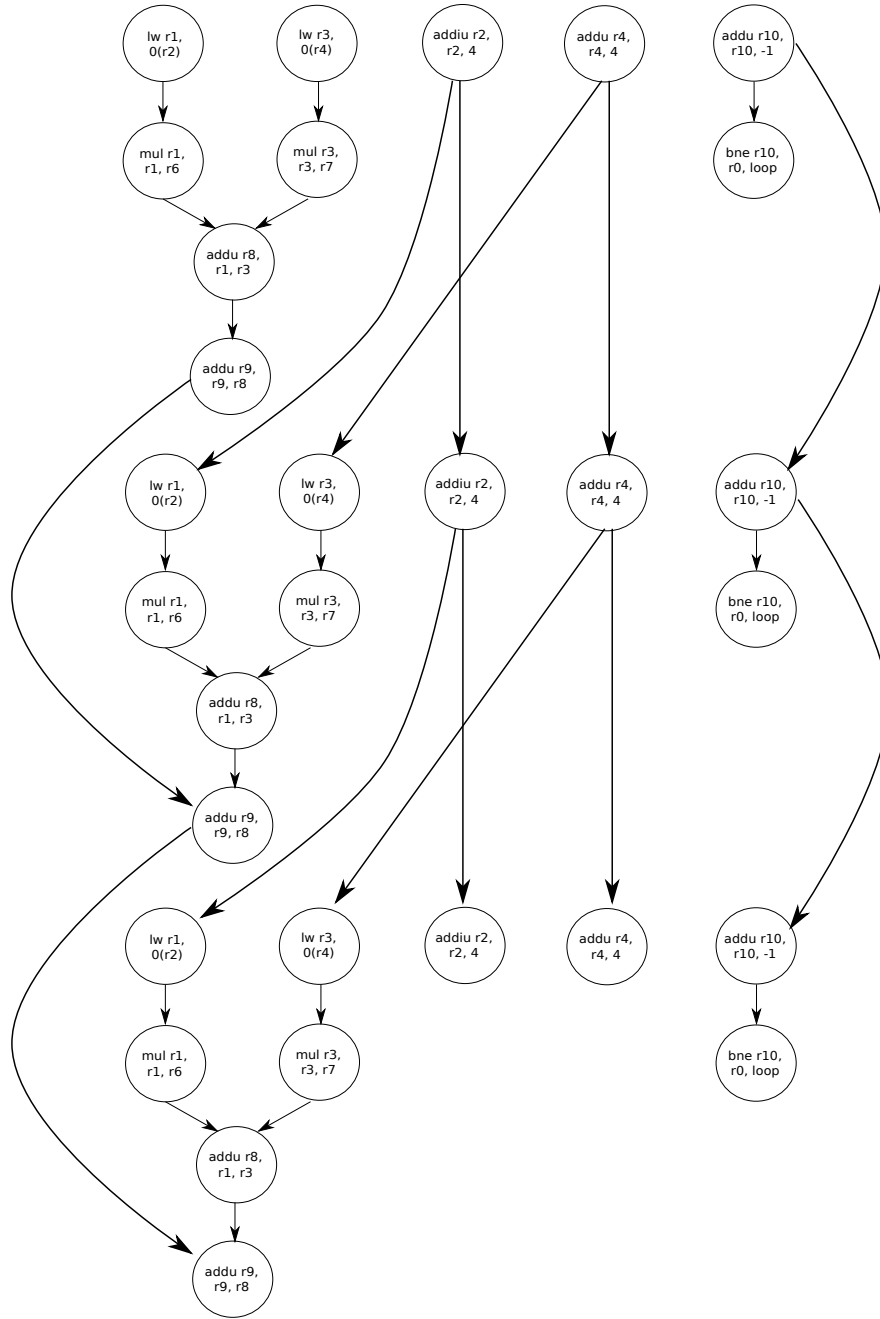 lw r1,
0(r2)
lw r3,
0(r4)
addiu r2,
r2, 4
addu r4,
r4, 4
addu r10,
r10, -1
mul r1,
r1, r6
mul r3,
r3, r7
bne r10,
r0, loop
addu r8,
r1, r3
addu r9,
r9, r8
lw r1,
0(r2)
lw r3,
0(r4)
addiu r2,
r2, 4
addu r4,
r4, 4
addu r10,
r10, -1
mul r1,
r1, r6
mul r3,
r3, r7
bne r10,
r0, loop
addu r8,
r1, r3
addu r9,
r9, r8
lw r1,
0(r2)
lw r3,
0(r4)
addiu r2,
r2, 4
addu r4,
r4, 4
addu r10,
r10, -1
mul r1,
r1, r6
mul r3,
r3, r7
bne r10,
r0, loop
addu r8,
r1, r3
addu r9,
r9, r8